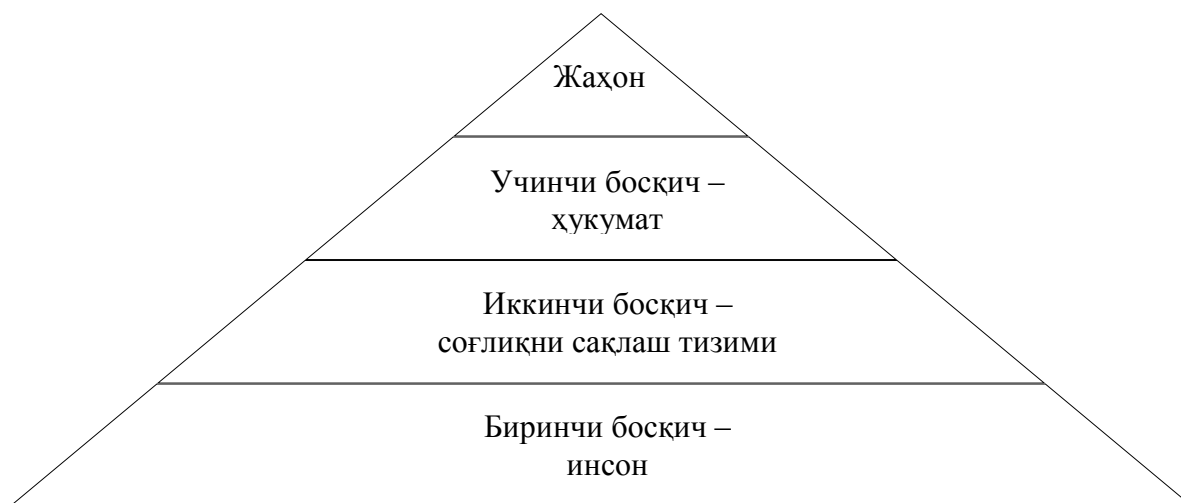 Жаҳон
Учинчи босқич –
ҳукумат
Иккинчи босқич –
соғлиқни сақлаш тизими
Биринчи босқич –
инсон